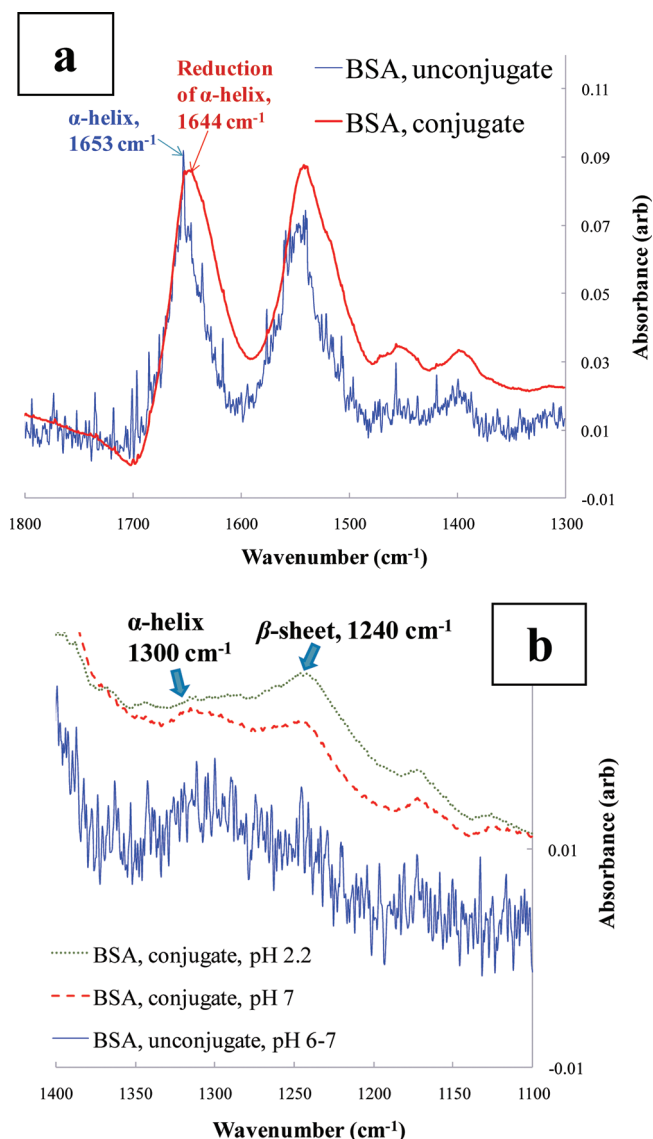 a
Reduction
of α-helix,
1644 cm⁻¹
α-helix,
1653 cm⁻¹
BSA, unconjugate
BSA, conjugate
0.11
0.09
0.07
0.05
0.03
0.01
-0.01
Absorbance (arb)
1800
1700
1600
1500
1400
1300
Wavenumber (cm⁻¹)
b
α-helix
1300 cm⁻¹
β-sheet, 1240 cm⁻¹
0.01
-0.01
Absorbance (arb)
BSA, conjugate, pH 2.2
BSA, conjugate, pH 7
BSA, unconjugate, pH 6-7
1400
1350
1300
1250
1200
1150
1100
Wavenumber (cm⁻¹)